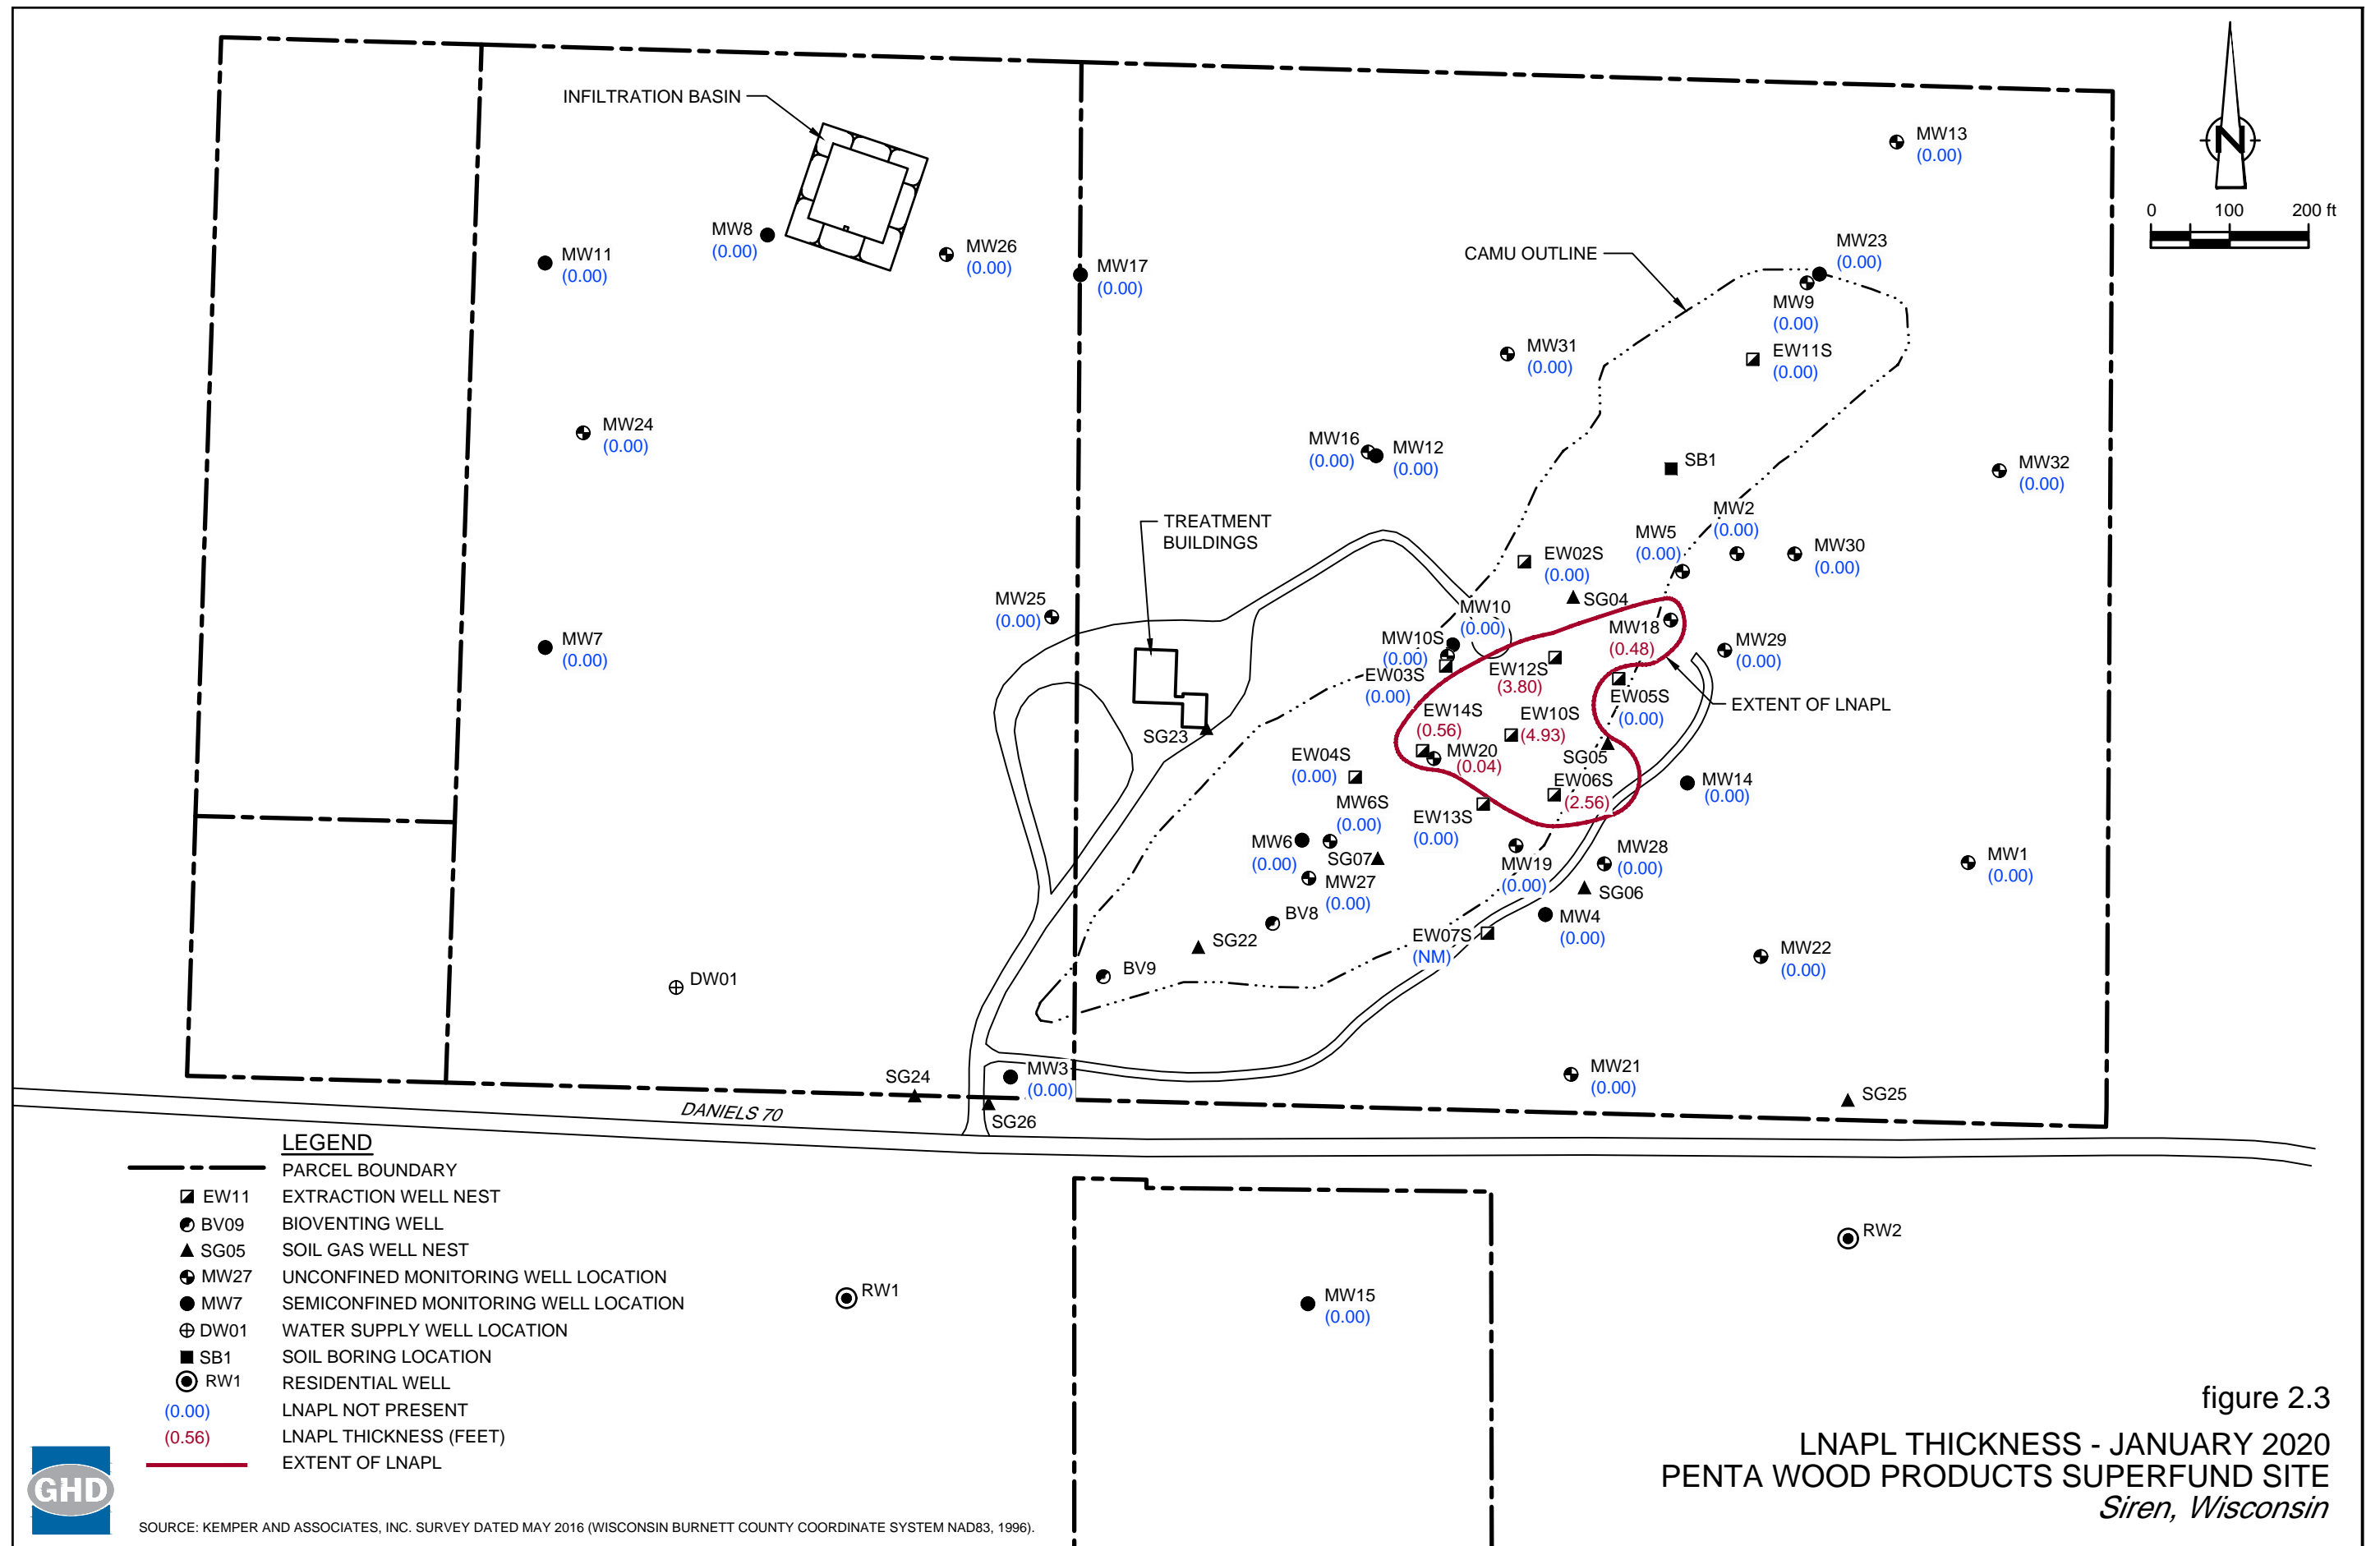 INFILTRATION BASIN
MW13
(0.00)
N
0 100 200 ft
MW8
(0.00)
MW11
(0.00)
MW26
(0.00)
MW17
(0.00)
CAMU OUTLINE
MW23
(0.00)
MW9
(0.00)
MW31
(0.00)
EW11S
(0.00)
MW24
(0.00)
MW16
(0.00)
MW12
(0.00)
SB1
MW32
(0.00)
TREATMENT
BUILDINGS
MW2
(0.00)
MW5
(0.00)
MW30
(0.00)
EW02S
(0.00)
MW25
(0.00)
SG04
MW10
(0.00)
MW18
(0.48)
MW7
(0.00)
MW10S
(0.00)
MW29
(0.00)
EW03S
(0.00)
EW12S
(3.80)
EW05S
(0.00)
EXTENT OF LNAPL
EW14S
(0.56)
EW10S
(4.93)
SG23
MW20
(0.04)
SG05
EW04S
(0.00)
EW06S
(2.56)
MW14
(0.00)
MW6S
(0.00)
EW13S
(0.00)
MW6
(0.00)
SG07
MW19
(0.00)
MW28
(0.00)
MW1
(0.00)
MW27
(0.00)
SG06
BV8
MW4
(0.00)
EW07S
(NM)
SG22
MW22
(0.00)
BV9
DW01
MW3
(0.00)
MW21
(0.00)
SG24
SG26
SG25
DANIELS 70
LEGEND
PARCEL BOUNDARY
EW11 EXTRACTION WELL NEST
BV09 BIOVENTING WELL
SG05 SOIL GAS WELL NEST
MW27 UNCONFINED MONITORING WELL LOCATION
MW7 SEMICONFINED MONITORING WELL LOCATION
DW01 WATER SUPPLY WELL LOCATION
SB1 SOIL BORING LOCATION
RW1 RESIDENTIAL WELL
(0.00) LNAPL NOT PRESENT
(0.56) LNAPL THICKNESS (FEET)
EXTENT OF LNAPL
RW1
MW15
(0.00)
RW2
figure 2.3
LNAPL THICKNESS - JANUARY 2020
PENTA WOOD PRODUCTS SUPERFUND SITE
Siren, Wisconsin
GHD
SOURCE: KEMPER AND ASSOCIATES, INC. SURVEY DATED MAY 2016 (WISCONSIN BURNETT COUNTY COORDINATE SYSTEM NAD83, 1996).